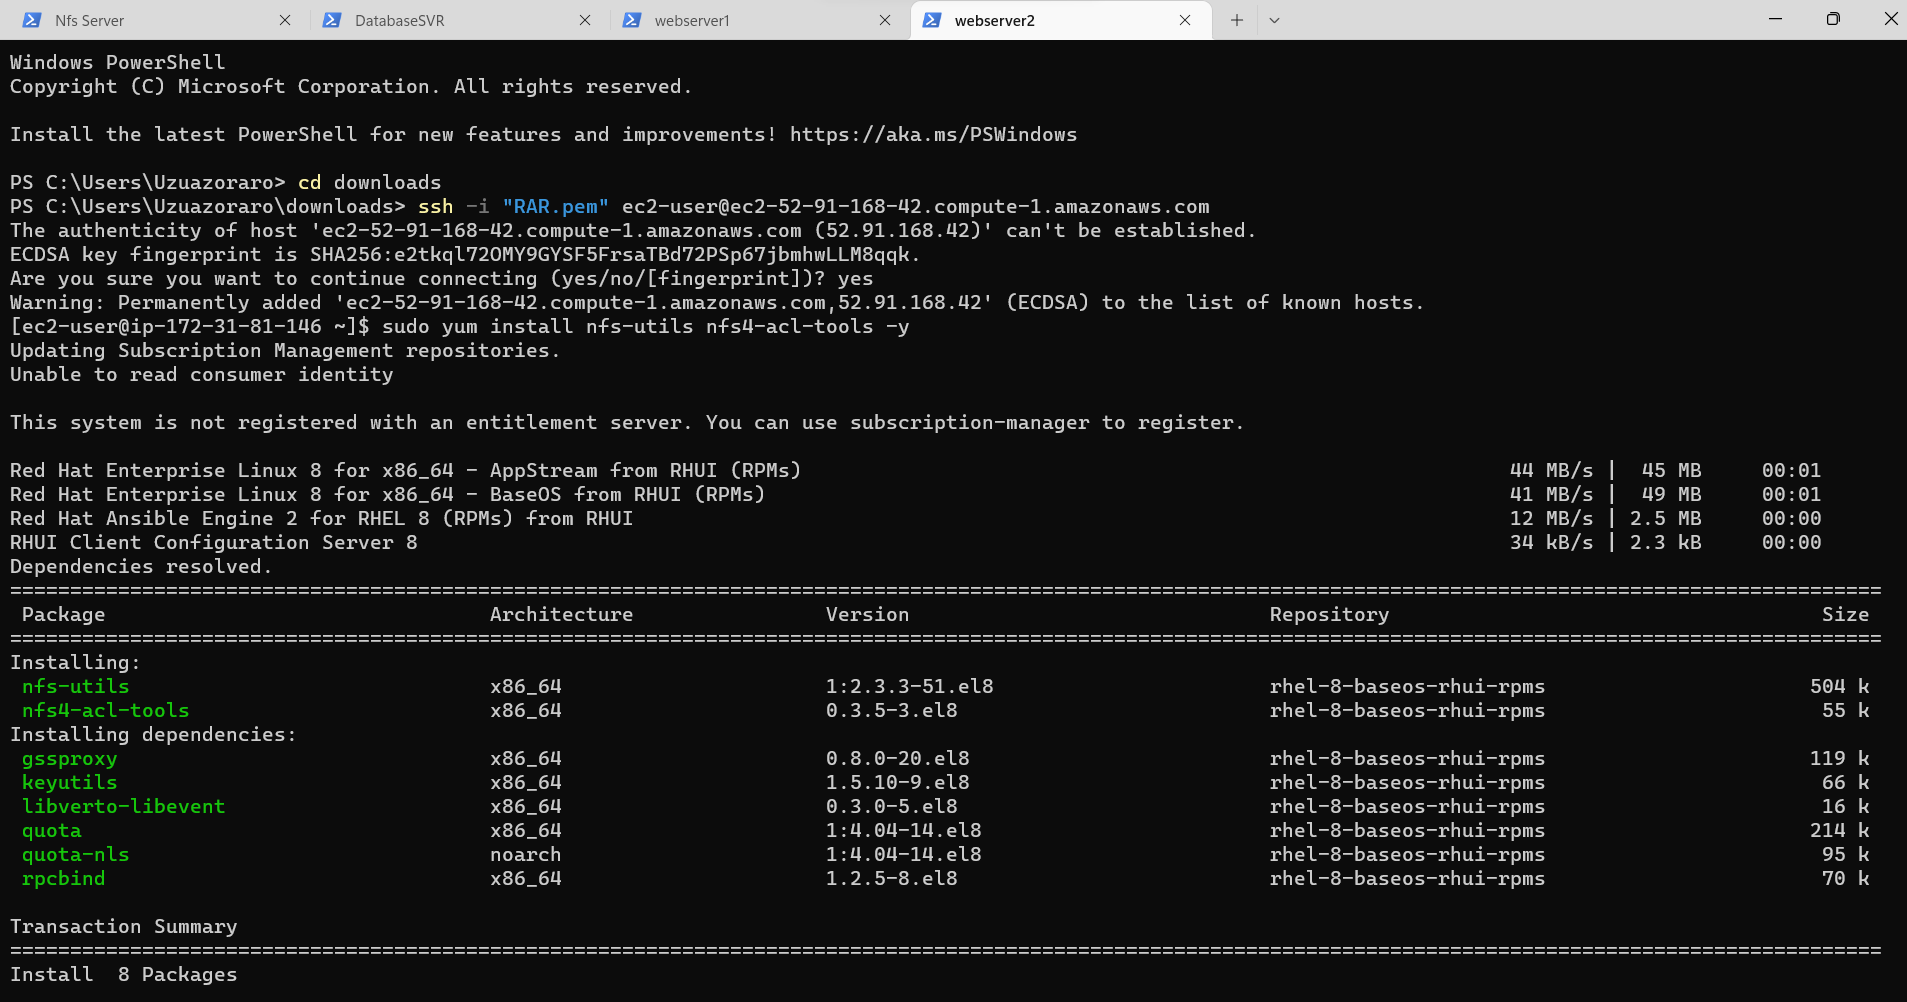 Nfs Server DatabaseSVR webserver1 webserver2
Windows PowerShell
Copyright (C) Microsoft Corporation. All rights reserved.
Install the latest PowerShell for new features and improvements! https://aka.ms/PSWindows
PS C:\Users\Uzuazoraro> cd downloads
PS C:\Users\Uzuazoraro\downloads> ssh -i "RAR.pem" ec2-user@ec2-52-91-168-42.compute-1.amazonaws.com
The authenticity of host 'ec2-52-91-168-42.compute-1.amazonaws.com (52.91.168.42)' can't be established.
ECDSA key fingerprint is SHA256:e2tkql72OMY9GYSF5FrsaTBd72PSp67jbmhwLLM8qqk.
Are you sure you want to continue connecting (yes/no/[fingerprint])? yes
Warning: Permanently added 'ec2-52-91-168-42.compute-1.amazonaws.com,52.91.168.42' (ECDSA) to the list of known hosts.
[ec2-user@ip-172-31-81-146 ~]$ sudo yum install nfs-utils nfs4-acl-tools -y
Updating Subscription Management repositories.
Unable to read consumer identity
This system is not registered with an entitlement server. You can use subscription-manager to register.
Red Hat Enterprise Linux 8 for x86_64 - AppStream from RHUI (RPMs) 44 MB/s | 45 MB 00:01
Red Hat Enterprise Linux 8 for x86_64 - BaseOS from RHUI (RPMs) 41 MB/s | 49 MB 00:01
Red Hat Ansible Engine 2 for RHEL 8 (RPMs) from RHUI 12 MB/s | 2.5 MB 00:00
RHUI Client Configuration Server 8 34 kB/s | 2.3 kB 00:00
Dependencies resolved.
Package Architecture Version Repository Size
Installing:
nfs-utils x86_64 1:2.3.3-51.el8 rhel-8-baseos-rhui-rpms 504 k
nfs4-acl-tools x86_64 0.3.5-3.el8 rhel-8-baseos-rhui-rpms 55 k
Installing dependencies:
gssproxy x86_64 0.8.0-20.el8 rhel-8-baseos-rhui-rpms 119 k
keyutils x86_64 1.5.10-9.el8 rhel-8-baseos-rhui-rpms 66 k
libverto-libevent x86_64 0.3.0-5.el8 rhel-8-baseos-rhui-rpms 16 k
quota x86_64 1:4.04-14.el8 rhel-8-baseos-rhui-rpms 214 k
quota-nls noarch 1:4.04-14.el8 rhel-8-baseos-rhui-rpms 95 k
rpcbind x86_64 1.2.5-8.el8 rhel-8-baseos-rhui-rpms 70 k
Transaction Summary
Install 8 Packages